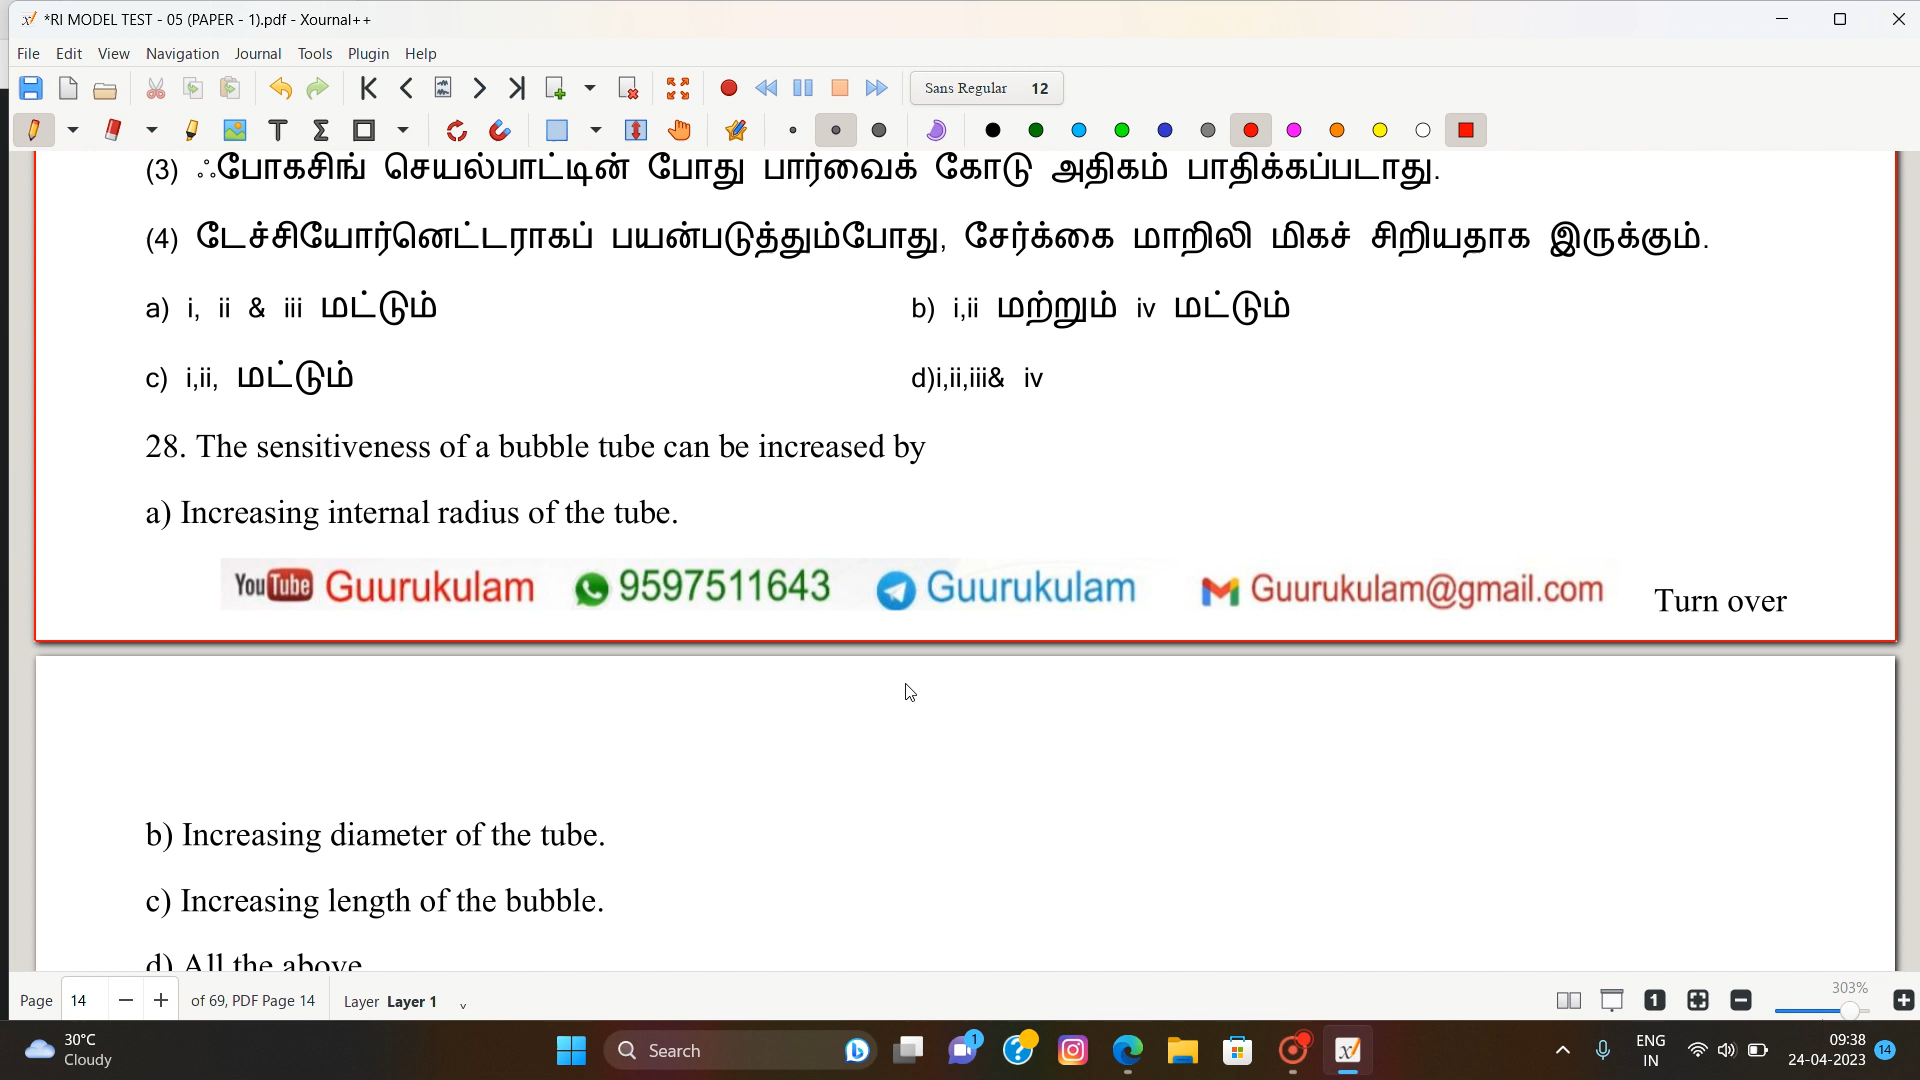 *RI MODEL TEST - 05 (PAPER - 1).pdf - Xournal++
File Edit View Navigation Journal Tools Plugin Help
Sans Regular 12
(3) ஃபோகசிங் செயல்பாட்டின் போது பார்வைக் கோடு அதிகம் பாதிக்கப்படாது.
(4) டேச்சியோர்னெட்டராகப் பயன்படுத்தும்போது, சேர்க்கை மாறிலி மிகச் சிறியதாக இருக்கும்.
a) i, ii & iii மட்டும் b) i,ii மற்றும் iv மட்டும்
c) i,ii, மட்டும் d)i,ii,iii& iv
28. The sensitiveness of a bubble tube can be increased by
a) Increasing internal radius of the tube.
YouTube Guurukulam 9597511643 Guurukulam Guurukulam@gmail.com
Turn over
b) Increasing diameter of the tube.
c) Increasing length of the bubble.
d) All the above
Page 14 of 69, PDF Page 14 Layer Layer 1 303%
30°C
Cloudy
Search
1
ENG
IN
09:38
24-04-2023
14